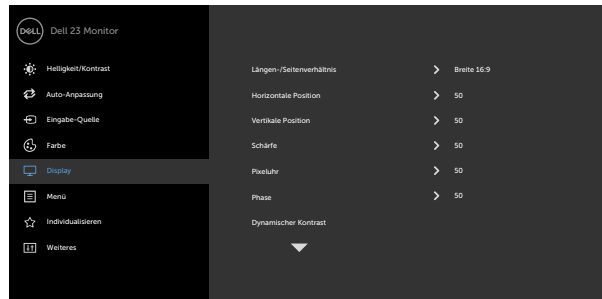 DELL Dell 23 Monitor
Helligkeit/Kontrast
Auto-Anpassung
Eingabe-Quelle
Farbe
Display
Menü
Individualisieren
Weiteres
Längen-/Seitenverhältnis Breite 16:9
Horizontale Position 50
Vertikale Position 50
Schärfe 50
Pixeluhr 50
Phase 50
Dynamischer Kontrast